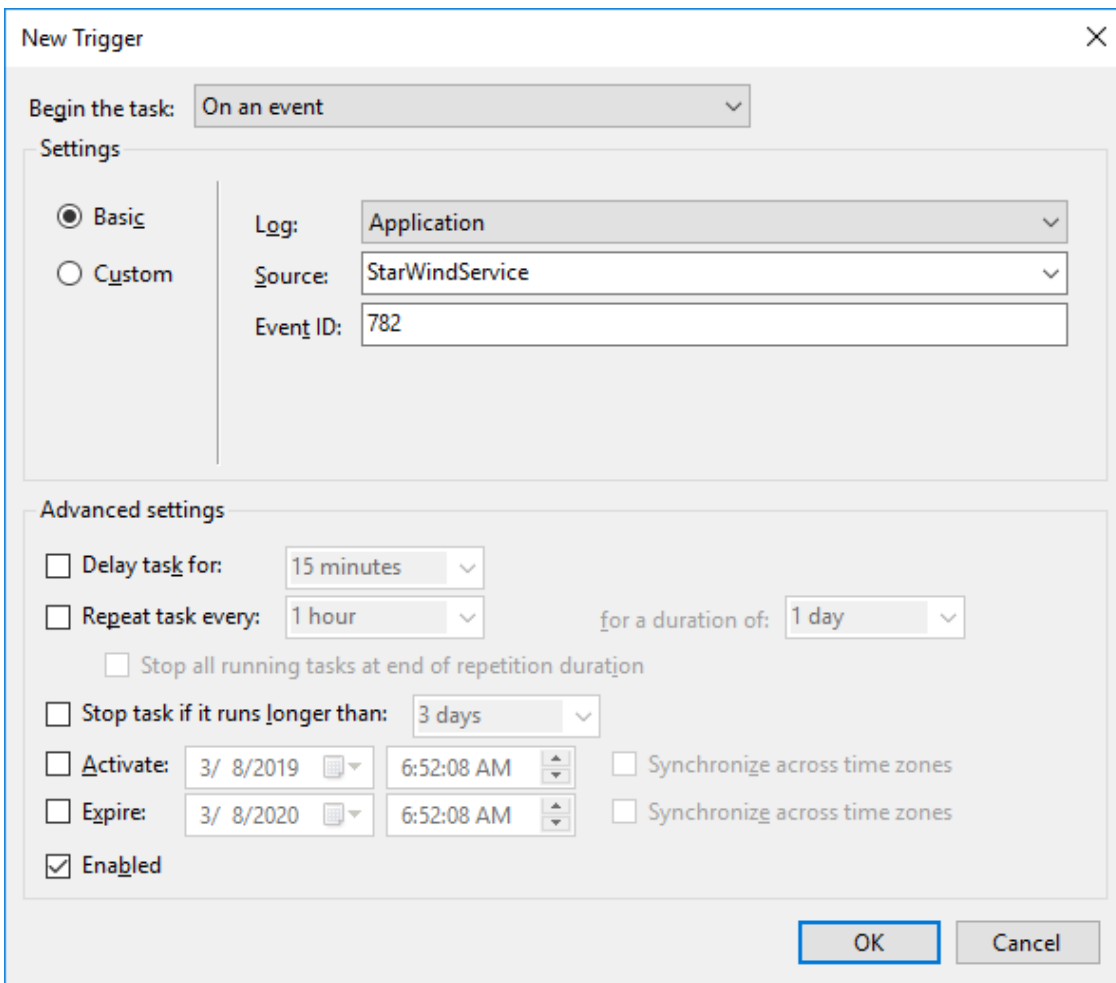 New Trigger
Begin the task: On an event
Settings
Basic
Custom
Log: Application
Source: StarWindService
Event ID: 782
Advanced settings
Delay task for: 15 minutes
Repeat task every: 1 hour for a duration of: 1 day
Stop all running tasks at end of repetition duration
Stop task if it runs longer than: 3 days
Activate: 3/ 8/2019 6:52:08 AM Synchronize across time zones
Expire: 3/ 8/2020 6:52:08 AM Synchronize across time zones
Enabled
OK Cancel